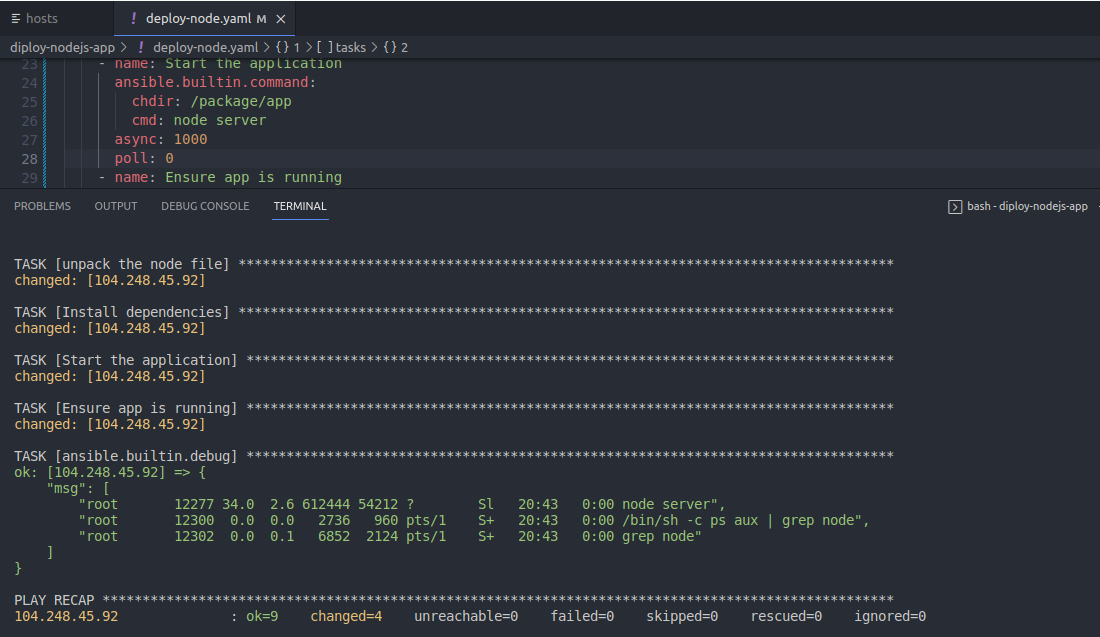 hosts
! deploy-node.yaml M ×
diploy-nodejs-app > ! deploy-node.yaml > {} 1 > [ ] tasks > {} 2
23 - name: Start the application
24 ansible.builtin.command:
25 chdir: /package/app
26 cmd: node server
27 async: 1000
28 poll: 0
29 - name: Ensure app is running
PROBLEMS OUTPUT DEBUG CONSOLE TERMINAL bash - diploy-nodejs-app
TASK [unpack the node file] **********************************************************************************
changed: [104.248.45.92]
TASK [Install dependencies] **********************************************************************************
changed: [104.248.45.92]
TASK [Start the application] *********************************************************************************
changed: [104.248.45.92]
TASK [Ensure app is running] *********************************************************************************
changed: [104.248.45.92]
TASK [ansible.builtin.debug] *********************************************************************************
ok: [104.248.45.92] => {
"msg": [
"root 12277 34.0 2.6 612444 54212 ? Sl 20:43 0:00 node server",
"root 12300 0.0 0.0 2736 960 pts/1 S+ 20:43 0:00 /bin/sh -c ps aux | grep node",
"root 12302 0.0 0.1 6852 2124 pts/1 S+ 20:43 0:00 grep node"
]
}
PLAY RECAP ***************************************************************************************************
104.248.45.92 : ok=9 changed=4 unreachable=0 failed=0 skipped=0 rescued=0 ignored=0